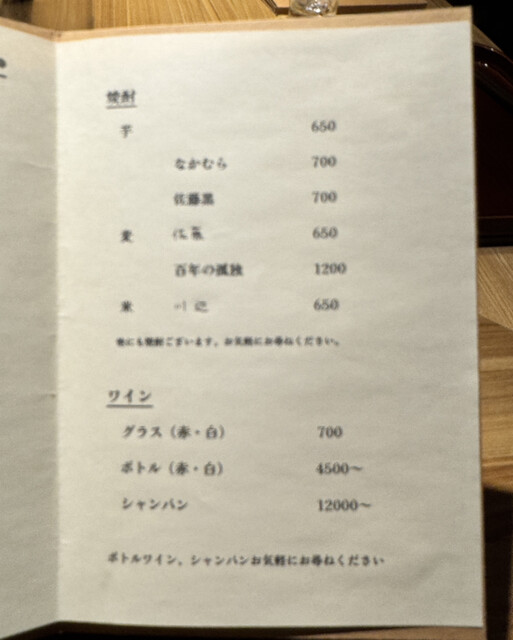 焼酎
芋 650
なかむら 700
佐藤黒 700
麦 650
百年の孤独 1200
米 650
他にも焼酎ございます。お気軽にお尋ねください。
ワイン
グラス（赤・白） 700
ボトル（赤・白） 4500～
シャンパン 12000～
ボトルワイン、シャンパンお気軽にお尋ねください